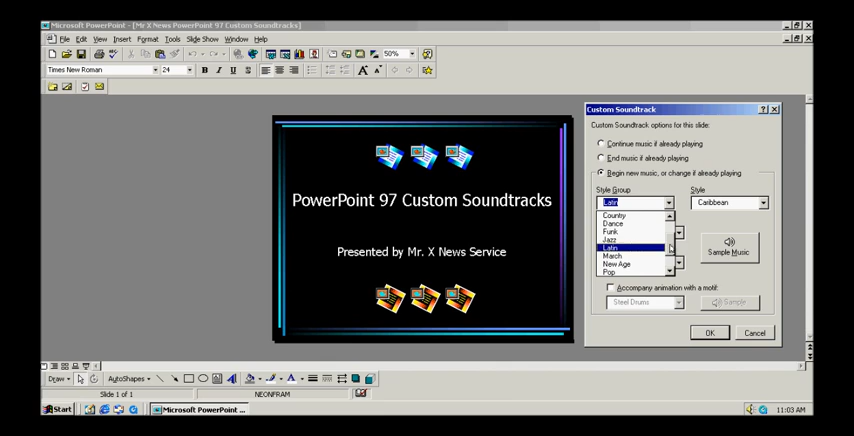 Microsoft PowerPoint - [Mr X News PowerPoint 97 Custom Soundtracks]
File Edit View Insert Format Tools Slide Show Window Help
50%
Times New Roman 24 B I U S A A
PowerPoint 97 Custom Soundtracks
Presented by Mr. X News Service
Custom Soundtrack
Custom Soundtrack options for this slide:
Continue music if already playing
End music if already playing
Begin new music, or change if already playing
Style Group Style
Latin Caribbean
Country
Dance
Funk
Jazz
Latin
March
New Age
Pop
Sample Music
Accompany animation with a motif:
Steel Drums Sample
OK Cancel
Draw AutoShapes A A
Slide 1 of 1 NEONFRAM
Start Microsoft PowerPoint ... 11:03 AM